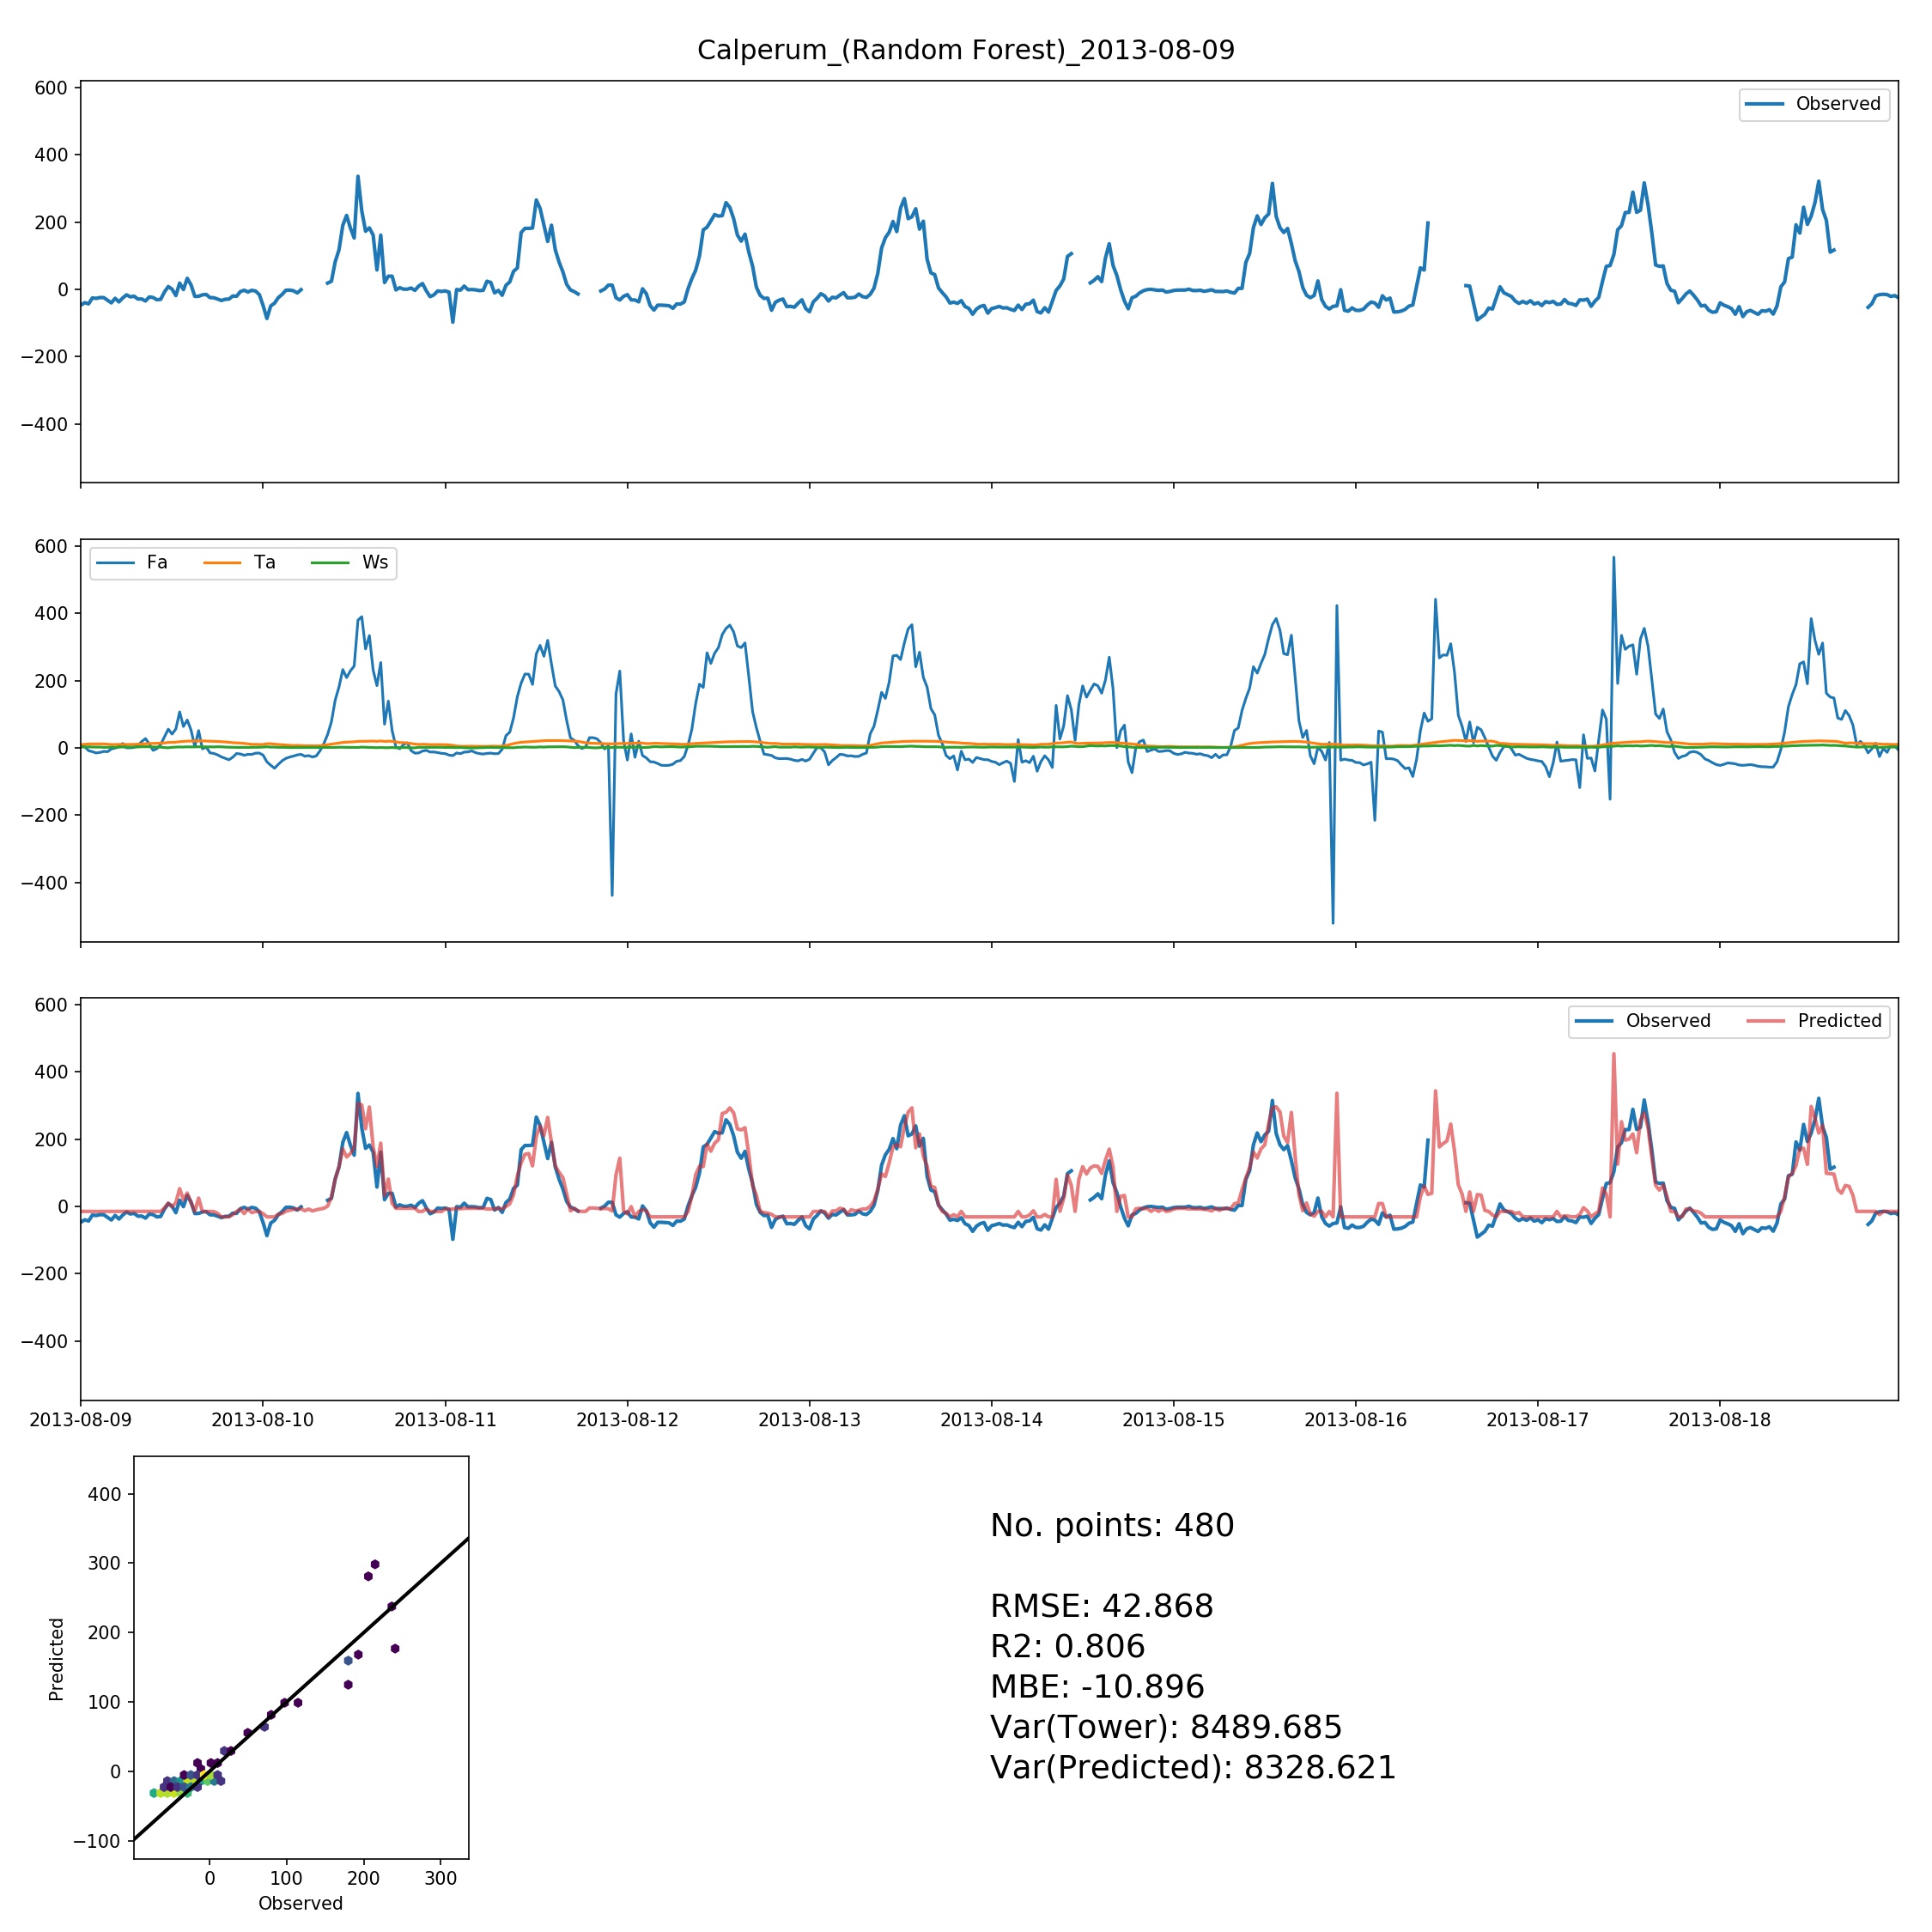 Calperum_(Random Forest)_2013-08-09
600
400
200
0
−200
−400
Observed
600
400
200
0
−200
−400
Fa Ta Ws
600
400
200
0
−200
−400
Observed Predicted
2013-08-09 2013-08-10 2013-08-11 2013-08-12 2013-08-13 2013-08-14 2013-08-15 2013-08-16 2013-08-17 2013-08-18
400
300
200
100
0
−100
Predicted
0 100 200 300
Observed
No. points: 480
RMSE: 42.868
R2: 0.806
MBE: -10.896
Var(Tower): 8489.685
Var(Predicted): 8328.621